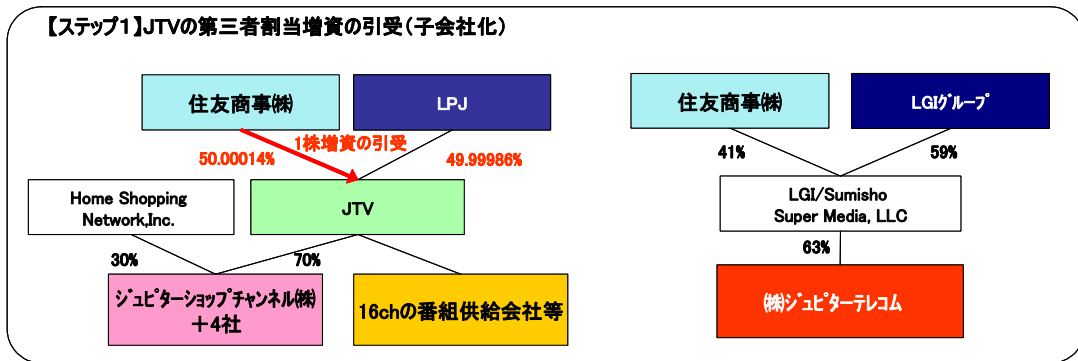 【ステップ1】JTVの第三者割当増資の引受(子会社化)
住友商事㈱
LPJ
住友商事㈱
LGIグループ
1株増資の引受
50.00014%
49.99986%
41%
59%
Home Shopping
Network,Inc.
JTV
LGI/Sumisho
Super Media, LLC
30%
70%
63%
ジュピターショップチャンネル㈱
+4社
16chの番組供給会社等
㈱ジュピターテレコム